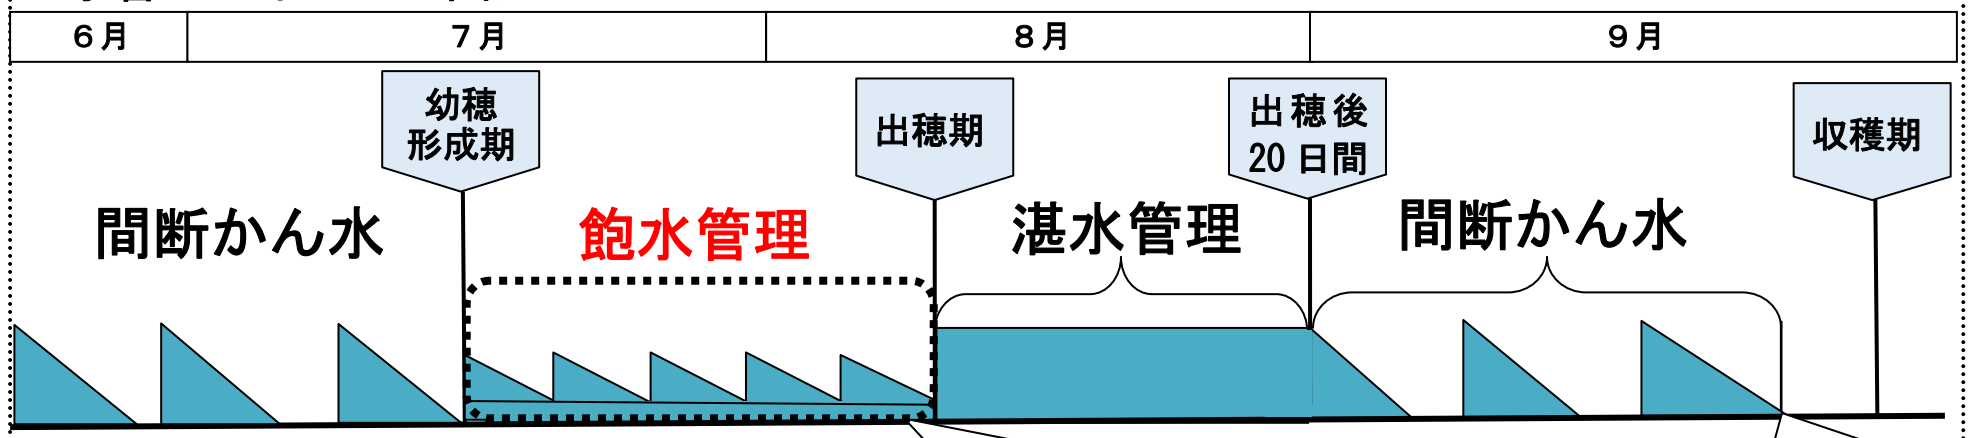 6月 7月 8月 9月
幼穂
形成期
出穂期
出穂後
20日間
収穫期
間断かん水 飽水管理 湛水管理 間断かん水